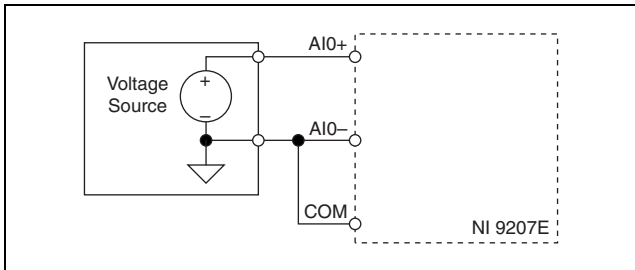 AI0+
Voltage
Source
+
–
AI0–
COM
NI 9207E